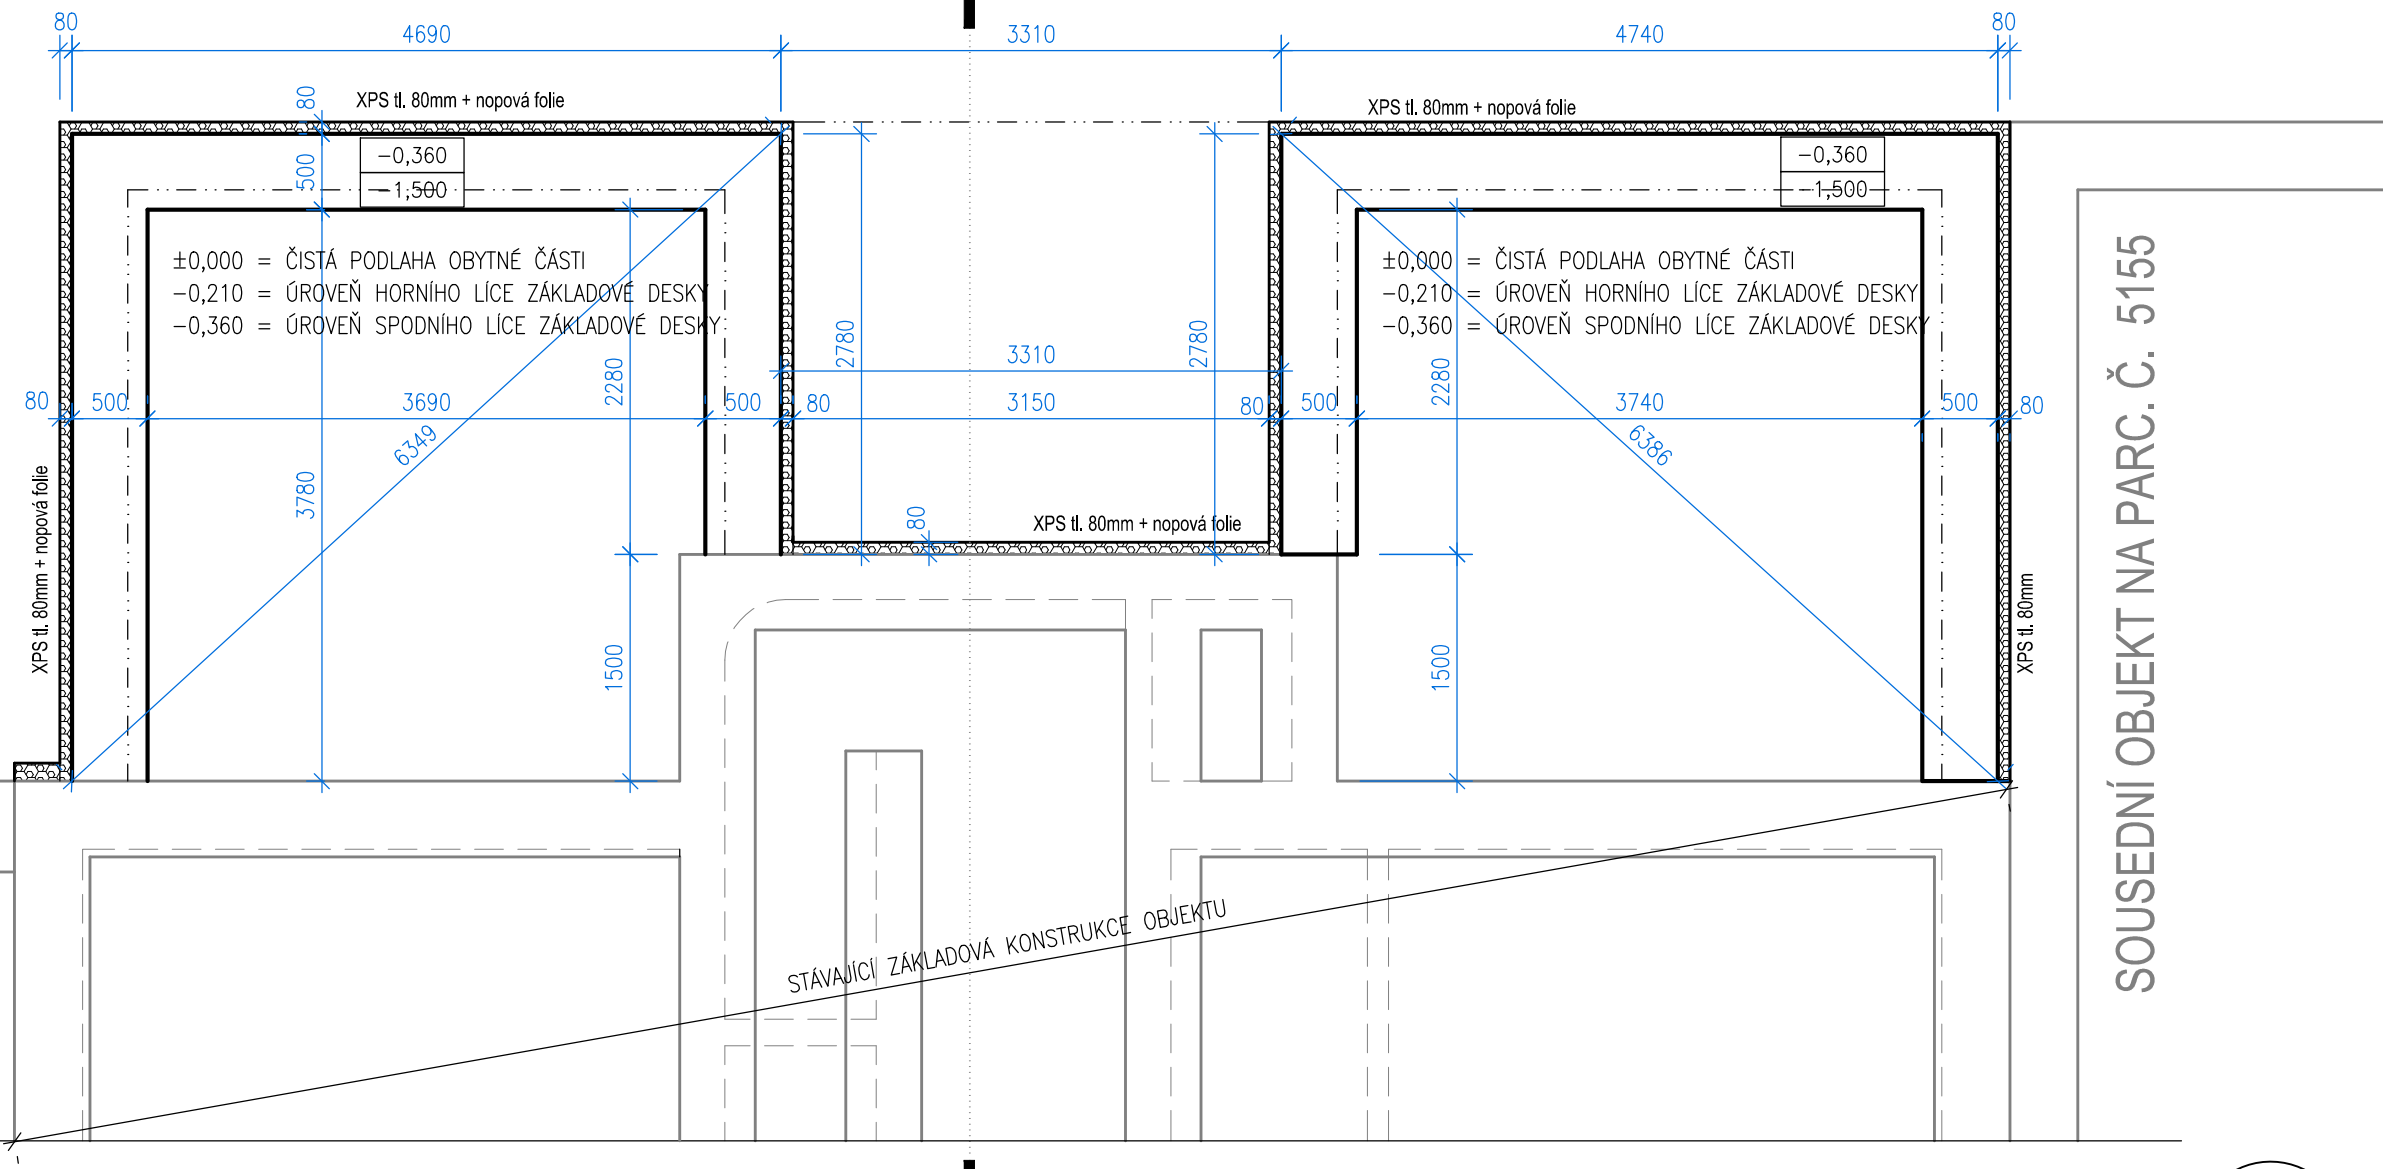 80
4690
3310
4740
80
XPS tl. 80mm + nopová folie
XPS tl. 80mm + nopová folie
80
500
-0,360
-1,500
-0,360
-1,500
±0,000 = ČISTÁ PODLAHA OBYTNÉ ČÁSTI
-0,210 = ÚROVEŇ HORNÍHO LÍCE ZÁKLADOVÉ DESKY
-0,360 = ÚROVEŇ SPODNÍHO LÍCE ZÁKLADOVÉ DESKY
±0,000 = ČISTÁ PODLAHA OBYTNÉ ČÁSTI
-0,210 = ÚROVEŇ HORNÍHO LÍCE ZÁKLADOVÉ DESKY
-0,360 = ÚROVEŇ SPODNÍHO LÍCE ZÁKLADOVÉ DESKY
2780
2780
3310
2280
2280
80
500
3690
500
80
3150
80
500
3740
500
80
6349
6386
3780
80
XPS tl. 80mm + nopová folie
XPS tl. 80mm + nopová folie
XPS tl. 80mm
1500
1500
STÁVAJÍCÍ ZÁKLADOVÁ KONSTRUKCE OBJEKTU
SOUSEDNÍ OBJEKT NA PARC. Č. 5155